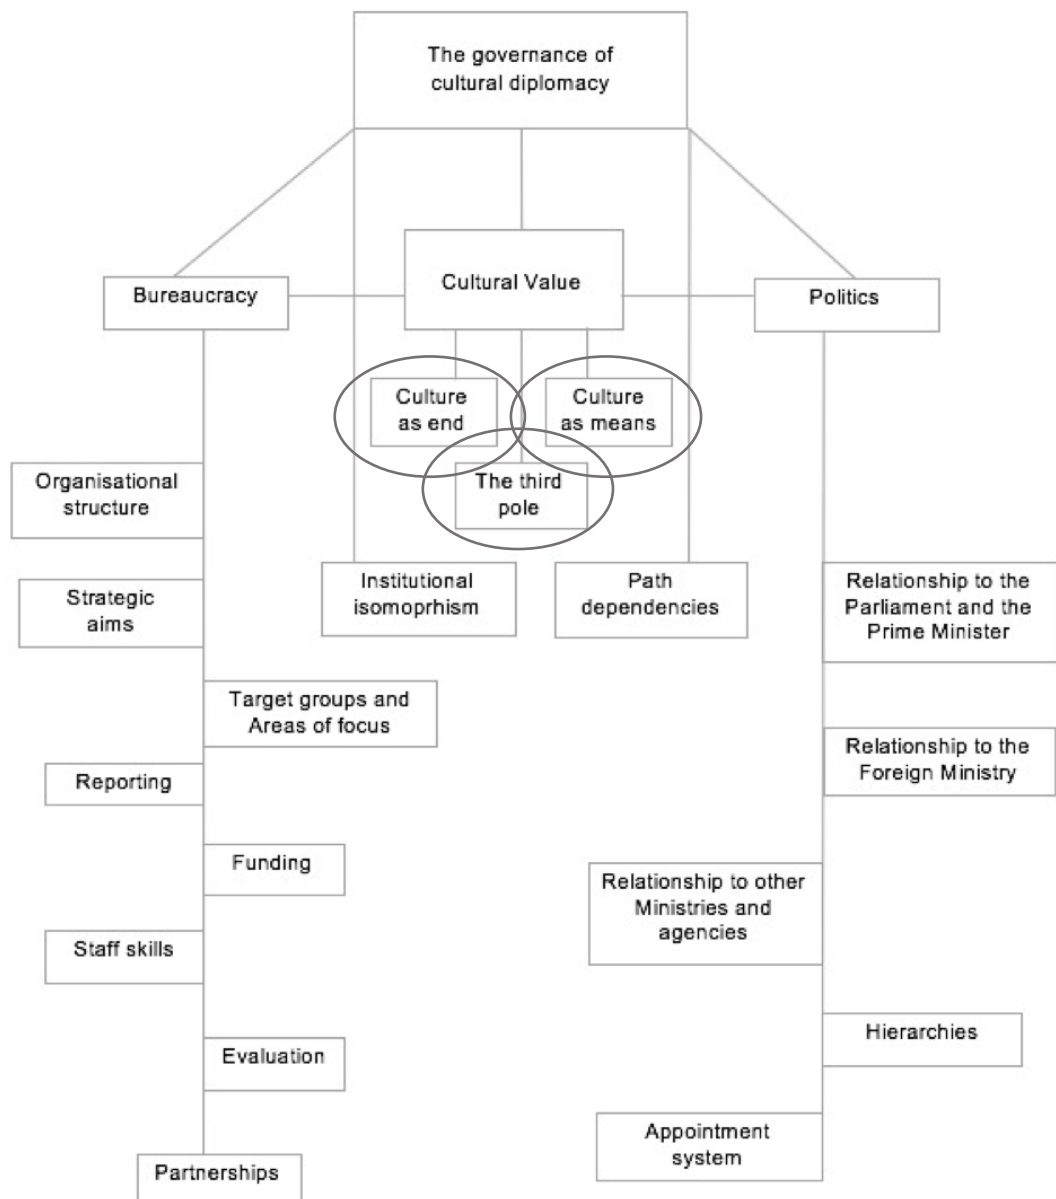 The governance of
cultural diplomacy
Bureaucracy
Cultural Value
Politics
Culture
as end
Culture
as means
The third
pole
Organisational
structure
Institutional
isomoprhism
Path
dependencies
Relationship to the
Parliament and the
Prime Minister
Strategic
aims
Target groups and
Areas of focus
Relationship to the
Foreign Ministry
Reporting
Funding
Relationship to other
Ministries and
agencies
Staff skills
Hierarchies
Evaluation
Appointment
system
Partnerships